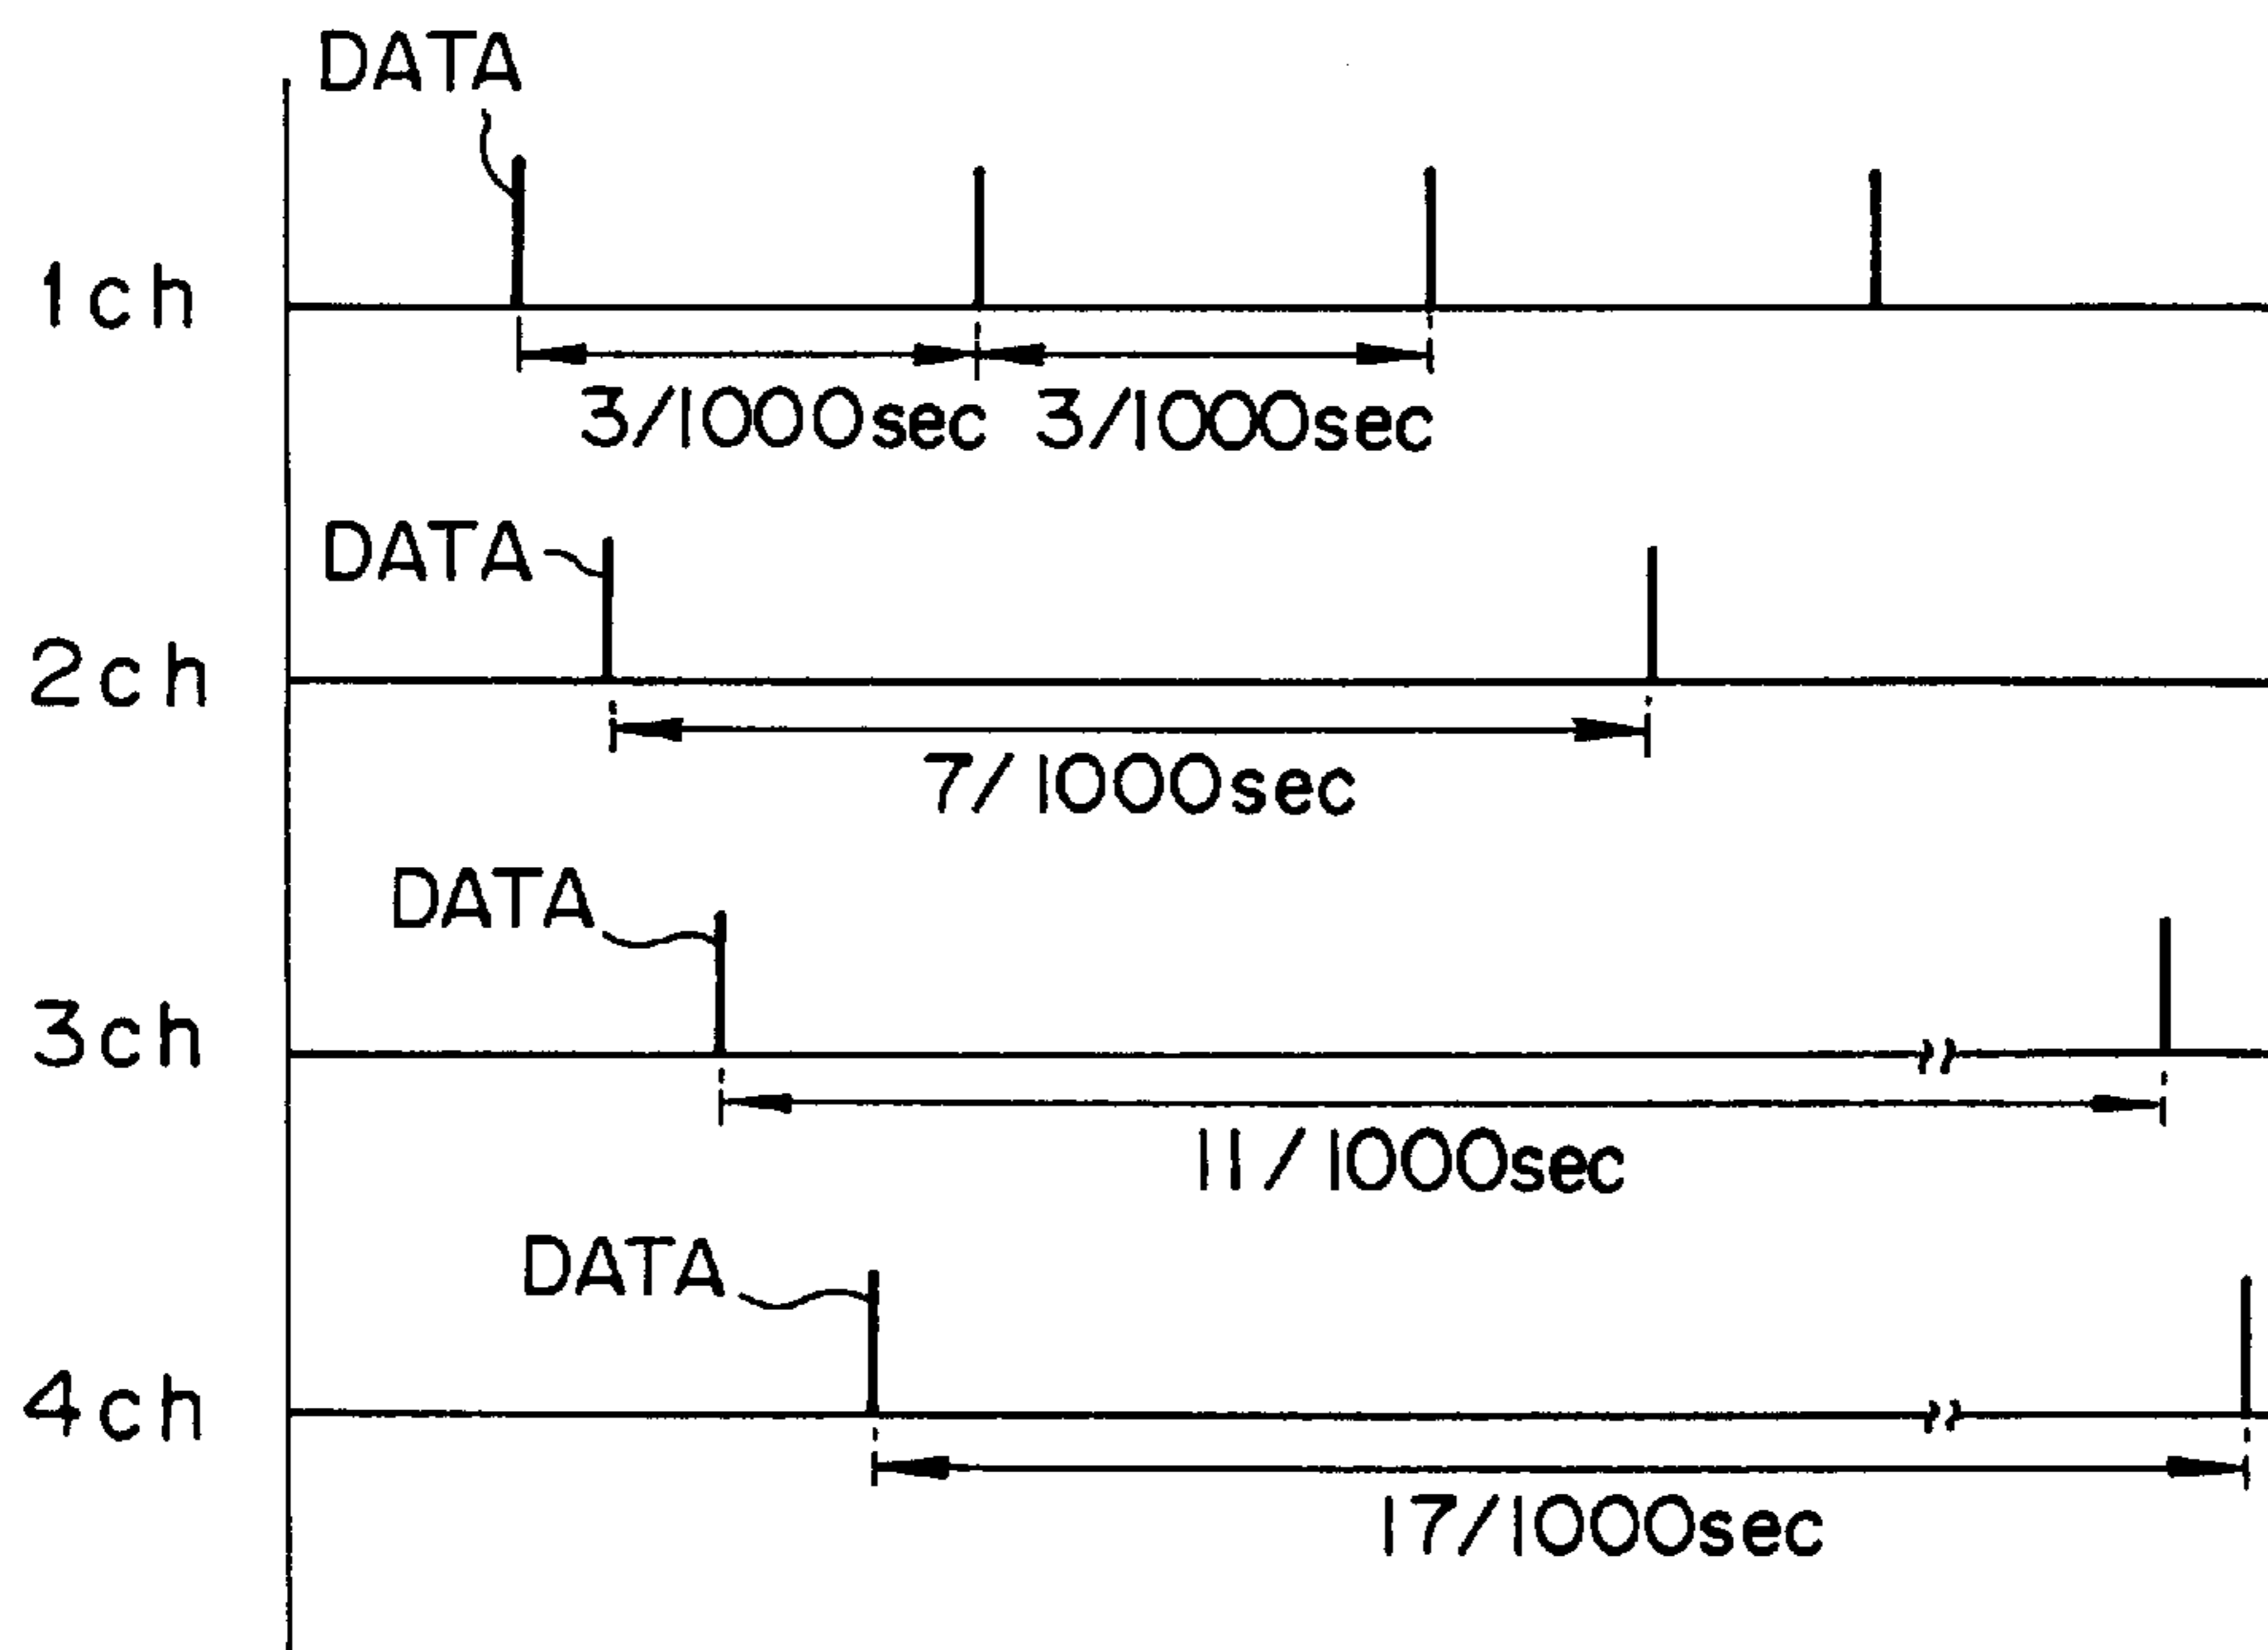 DATA
1ch
3/1000sec 3/1000sec
DATA
2ch
7/1000sec
DATA
3ch
11/1000sec
DATA
4ch
17/1000sec